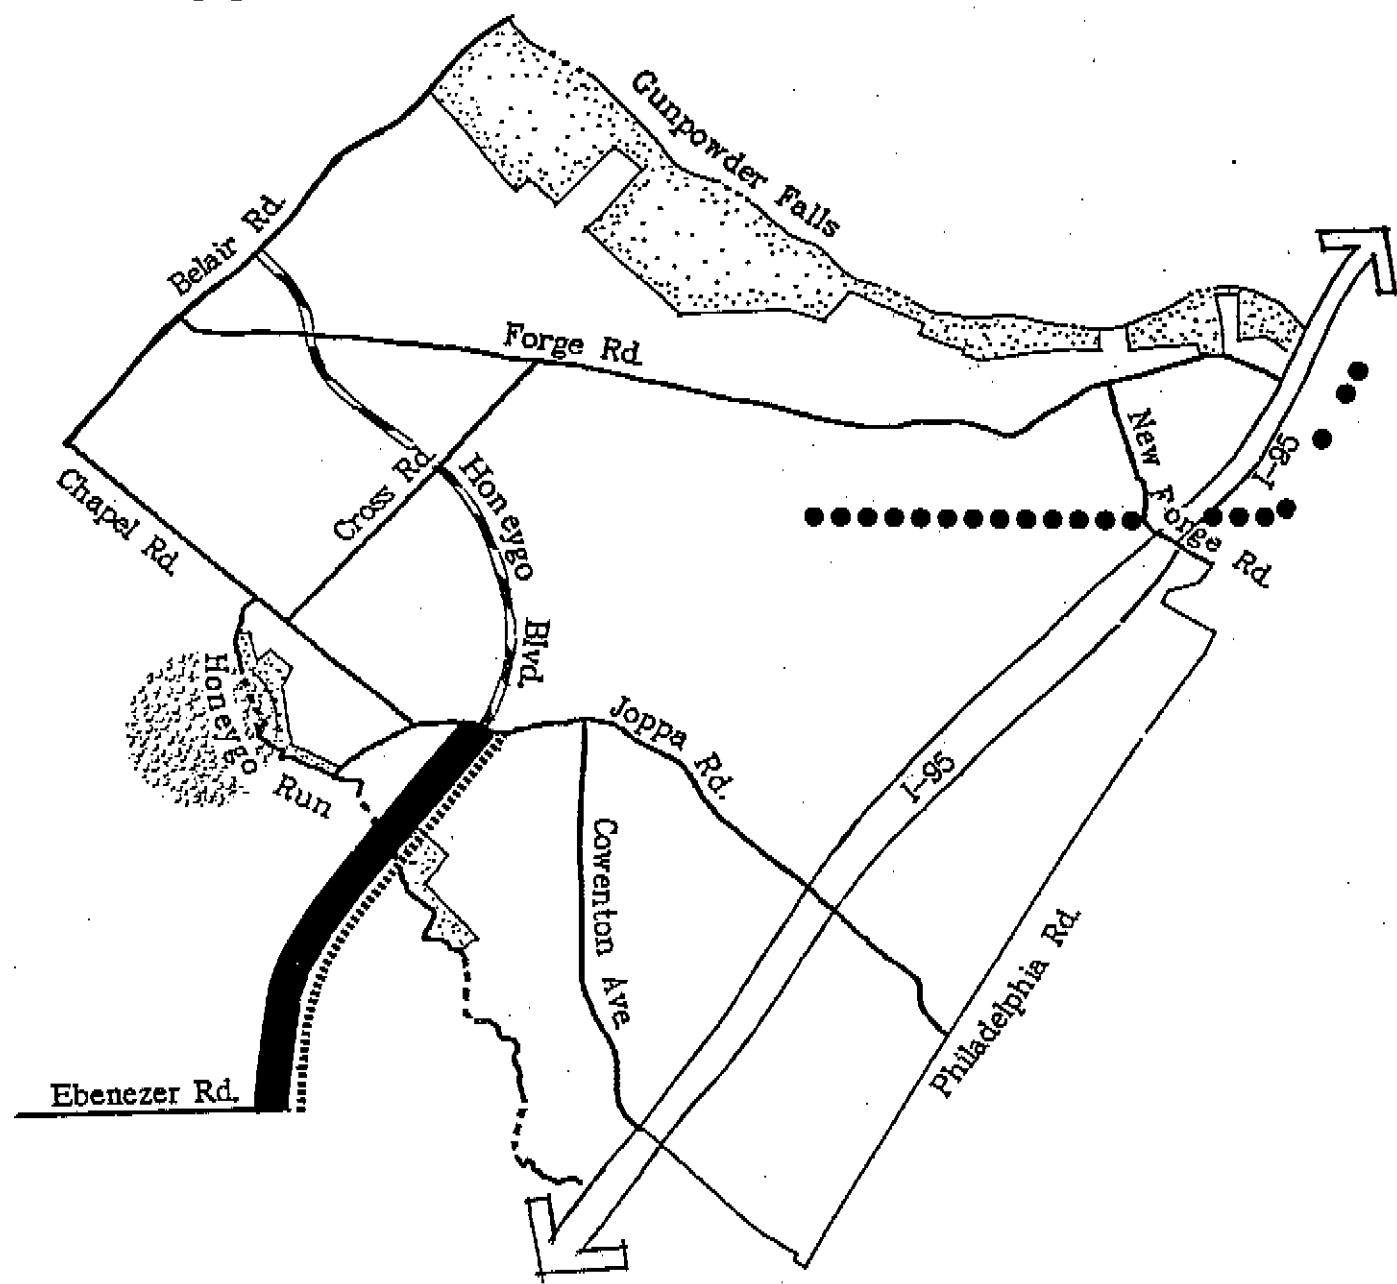 Gunpowder Falls
Belair Rd.
Forge Rd.
New Forge Rd.
I-95
Chapel Rd.
Cross Rd.
Honeygo Blvd.
Honeygo Run
Joppa Rd.
I-95
Cowenton Ave.
Philadelphia Rd.
Ebenezer Rd.